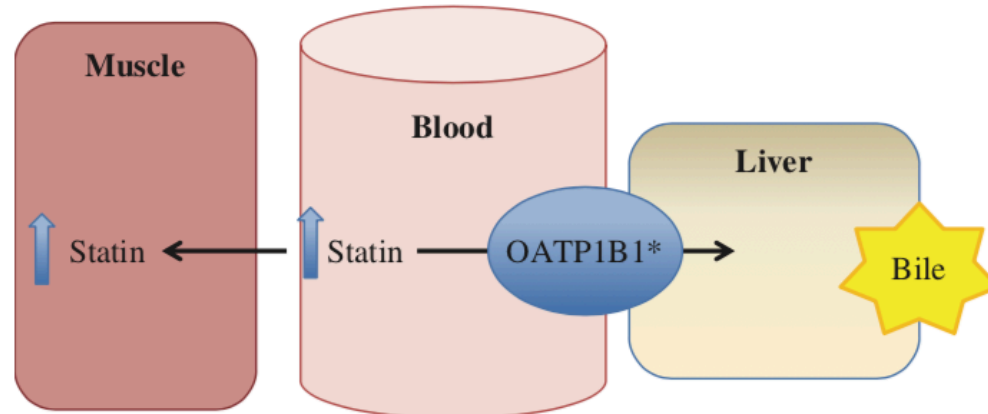 Muscle
Blood
Liver
Statin
Statin
OATP1B1*
Bile